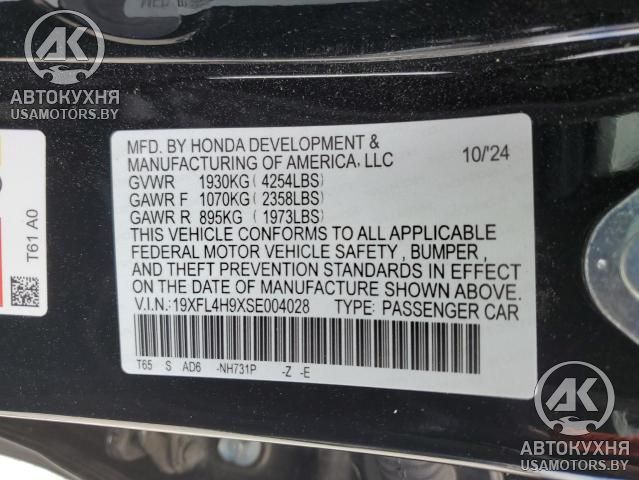 AK
АВТОКУХНЯ
USAMOTORS.BY
MFD. BY HONDA DEVELOPMENT &
MANUFACTURING OF AMERICA, LLC 10/'24
GVWR 1930KG( 4254LBS)
GAWR F 1070KG( 2358LBS)
GAWR R 895KG( 1973LBS)
THIS VEHICLE CONFORMS TO ALL APPLICABLE
FEDERAL MOTOR VEHICLE SAFETY , BUMPER,
AND THEFT PREVENTION STANDARDS IN EFFECT
ON THE DATE OF MANUFACTURE SHOWN ABOVE.
V.I.N.:19XFL4H9XSE004028 TYPE: PASSENGER CAR
T65 S AD6 -NH731P -Z -E
T61 A0
AK
АВТОКУХНЯ
USAMOTORS.BY